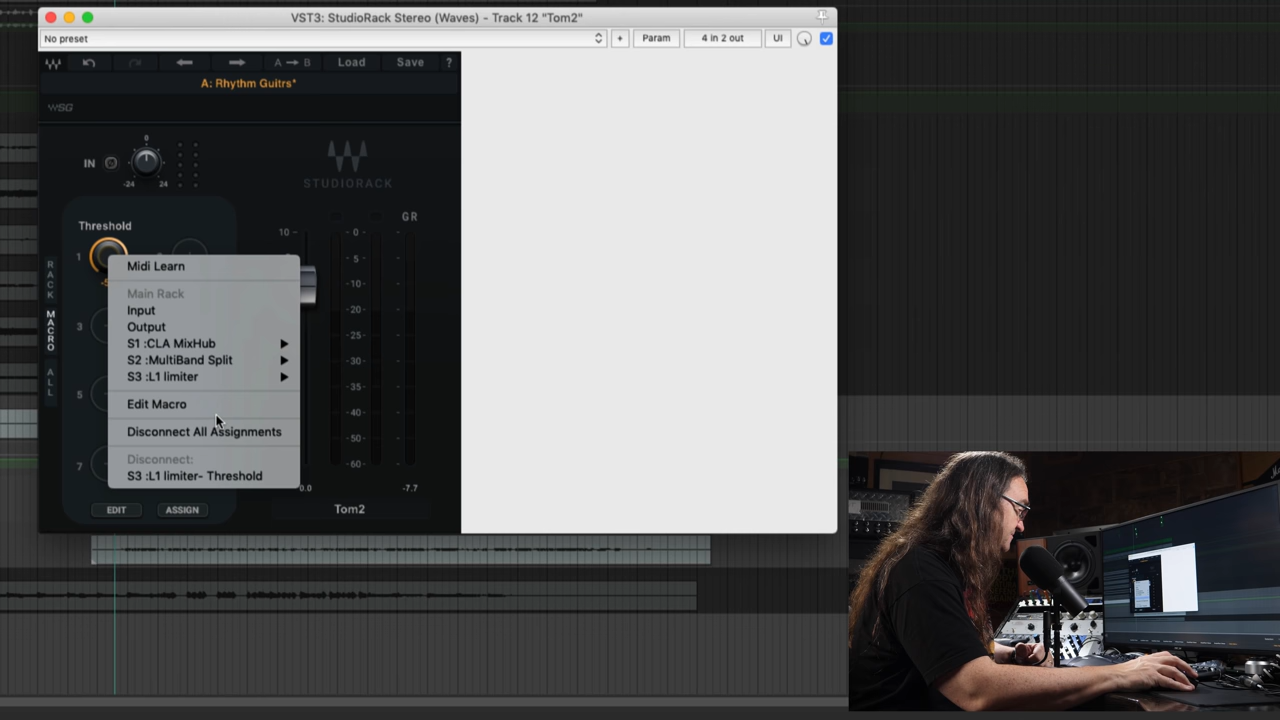 VST3: StudioRack Stereo (Waves) - Track 12 "Tom2"
No preset
+
Param
4 in 2 out
UI
A → B
Load
Save
?
A: Rhythm Guitrs*
WSG
0
IN
-24
24
STUDIORACK
Threshold
GR
10
0
1
5
Midi Learn
RACK
Main Rack
10
Input
20
3
Output
MACRO
S1 :CLA MixHub
30
S2 :MultiBand Split
35
S3 :L1 limiter
ALL
5
40
Edit Macro
Disconnect All Assignments
50
Disconnect:
7
60
S3 :L1 limiter- Threshold
0.0
-7.7
EDIT
ASSIGN
Tom2